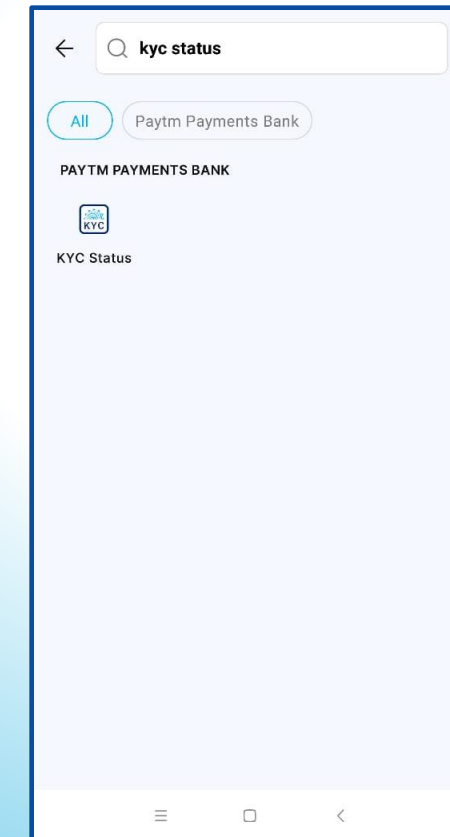 kyc status
All
Paytm Payments Bank
PAYTM PAYMENTS BANK
KYC
KYC Status